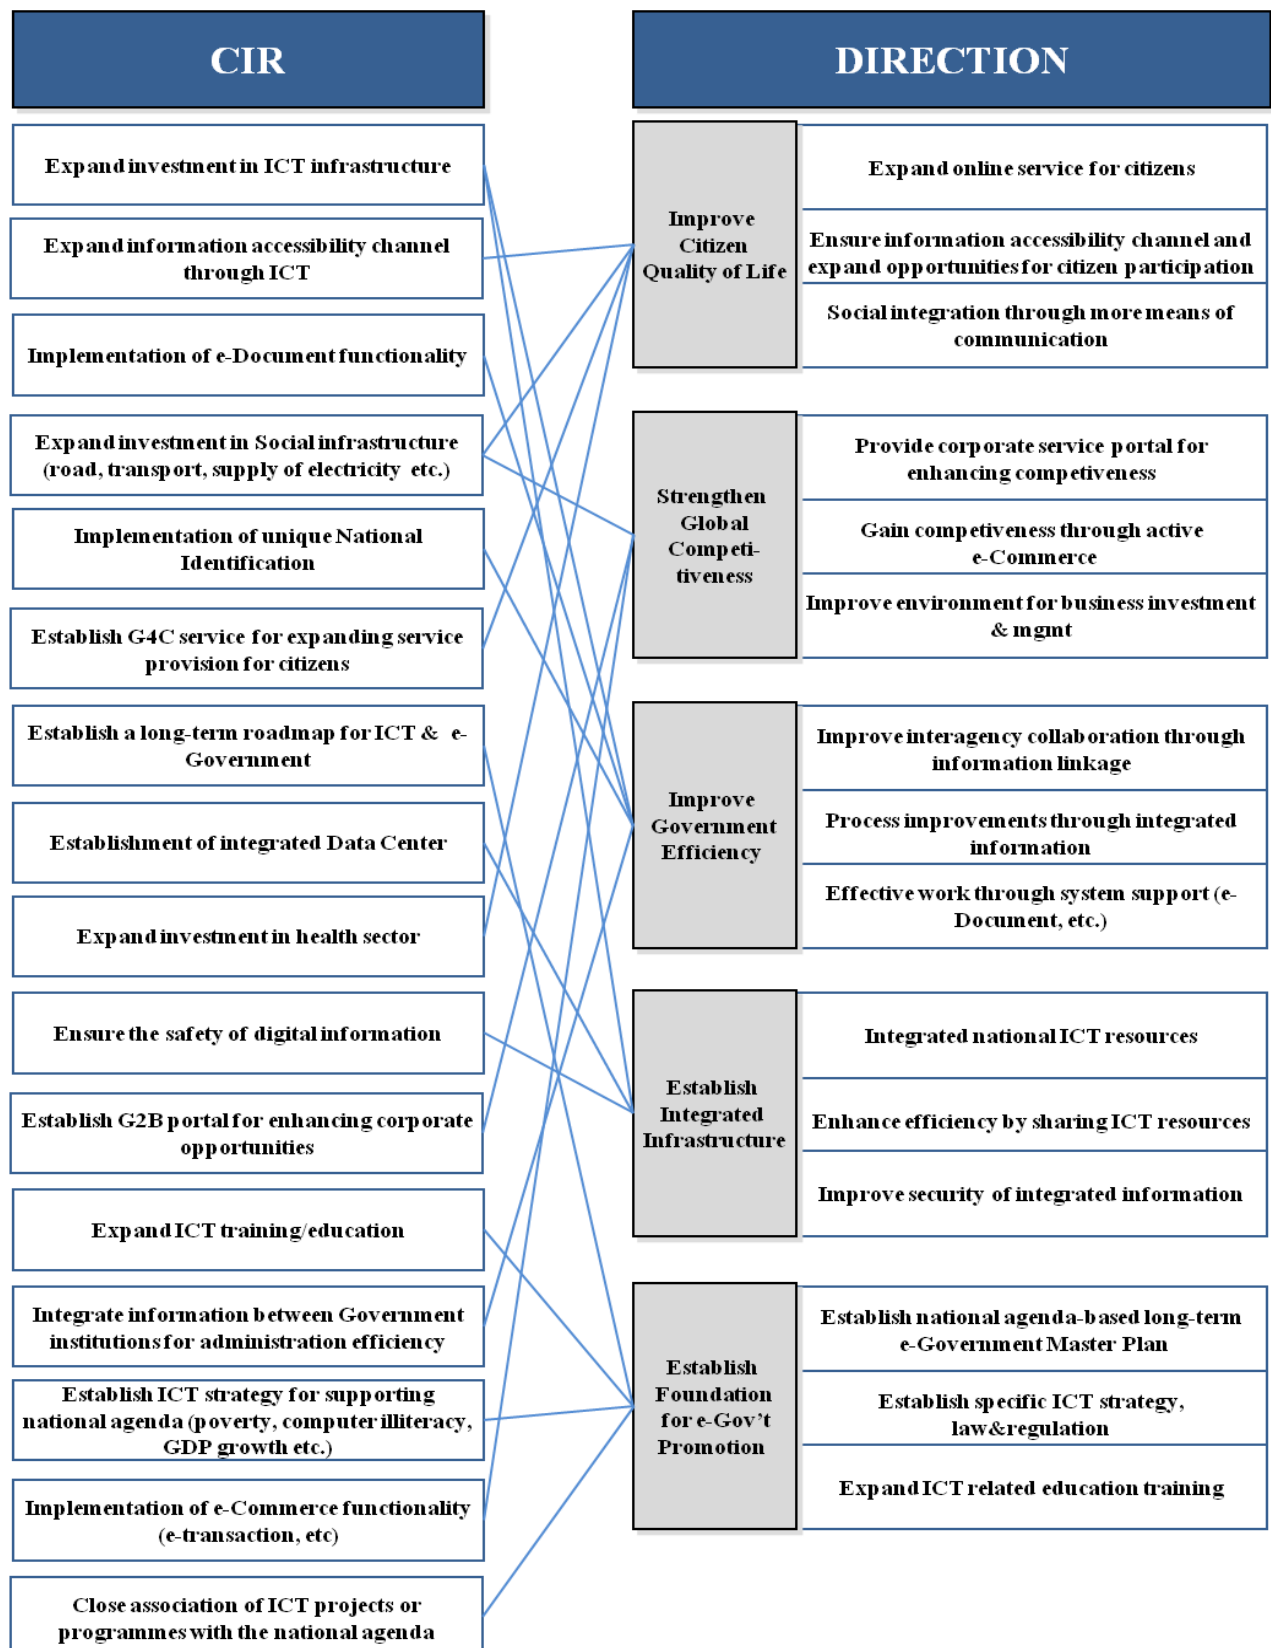 CIR
Expand investment in ICT infrastructure
Expand information accessibility channel
through ICT
Implementation of e-Document functionality
Expand investment in Social infrastructure
(road, transport, supply of electricity etc.)
Implementation of unique National
Identification
Establish G4C service for expanding service
provision for citizens
Establish a long-term roadmap for ICT & e-
Government
Establishment of integrated Data Center
Expand investment in health sector
Ensure the safety of digital information
Establish G2B portal for enhancing corporate
opportunities
Expand ICT training/education
Integrate information between Government
institutions for administration efficiency
Establish ICT strategy for supporting
national agenda (poverty, computer illiteracy,
GDP growth etc.)
Implementation of e-Commerce functionality
(e-transaction, etc)
Close association of ICT projects or
programmes with the national agenda
DIRECTION
Improve
Citizen
Quality of Life
Expand online service for citizens
Ensure information accessibility channel and
expand opportunities for citizen participation
Social integration through more means of
communication
Strengthen
Global
Competi-
tiveness
Provide corporate service portal for
enhancing competiveness
Gain competiveness through active
e-Commerce
Improve environment for business investment
& mgmt
Improve
Government
Efficiency
Improve interagency collaboration through
information linkage
Process improvements through integrated
information
Effective work through system support (e-
Document, etc.)
Establish
Integrated
Infrastructure
Integrated national ICT resources
Enhance efficiency by sharing ICT resources
Improve security of integrated information
Establish
Foundation
for e-Gov’t
Promotion
Establish national agenda-based long-term
e-Government Master Plan
Establish specific ICT strategy,
law&regulation
Expand ICT related education training